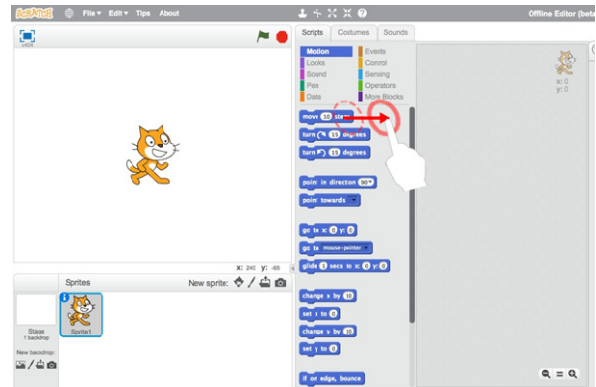 SCRATCH File Edit Tips About Offline Editor (beta
v424
Scripts Costumes Sounds
Motion Events
Looks Control
Sound Sensing
Pen Operators
Data More Blocks
x: 0
y: 0
move 10 steps
turn 15 degrees
turn 15 degrees
point in direction 90
point towards
go to x: 0 y: 0
go to mouse-pointer
glide 1 secs to x: 0 y: 0
change x by 10
set x to 0
change y by 10
set y to 0
if on edge, bounce
X: 240 y: -65
Sprites New sprite:
Sprite1
Stage
1 backdrop
New backdrop: